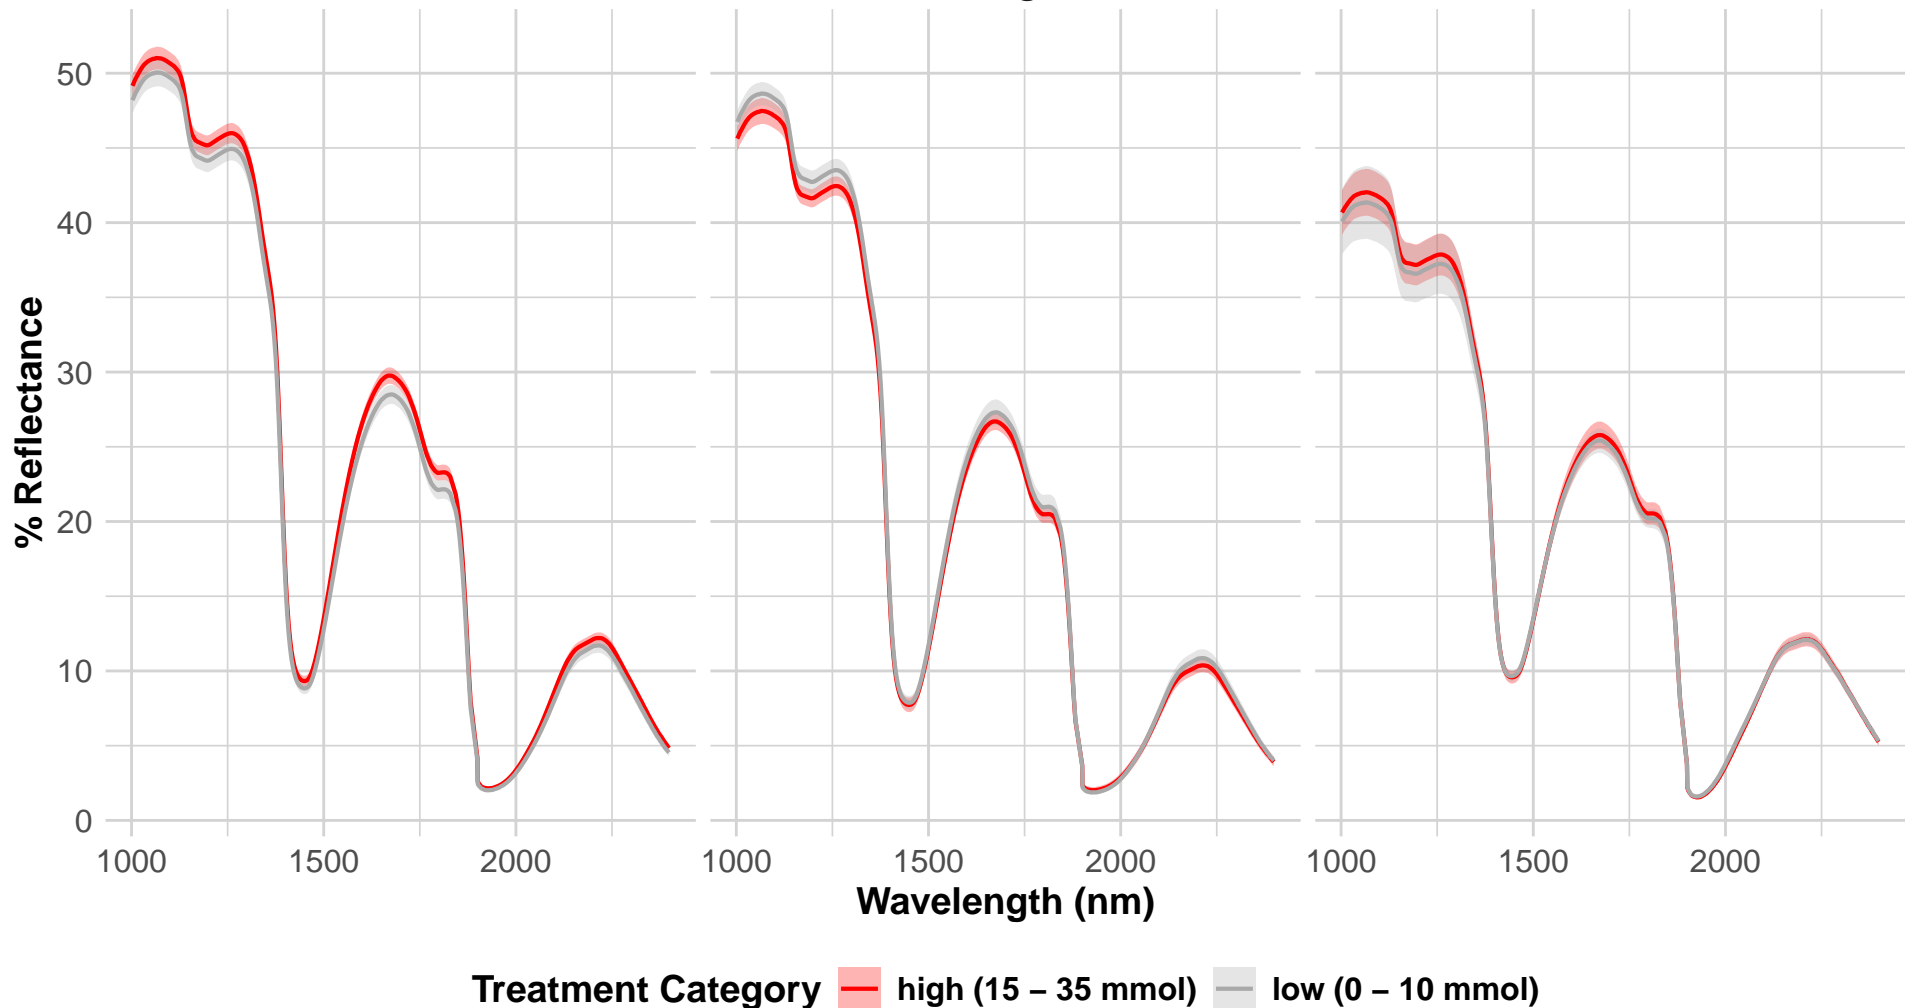 50
40
30
20
10
0
% Reflectance
1000 1500 2000 1000 1500 2000 1000 1500 2000
Wavelength (nm)
Treatment Category high (15 – 35 mmol) low (0 – 10 mmol)